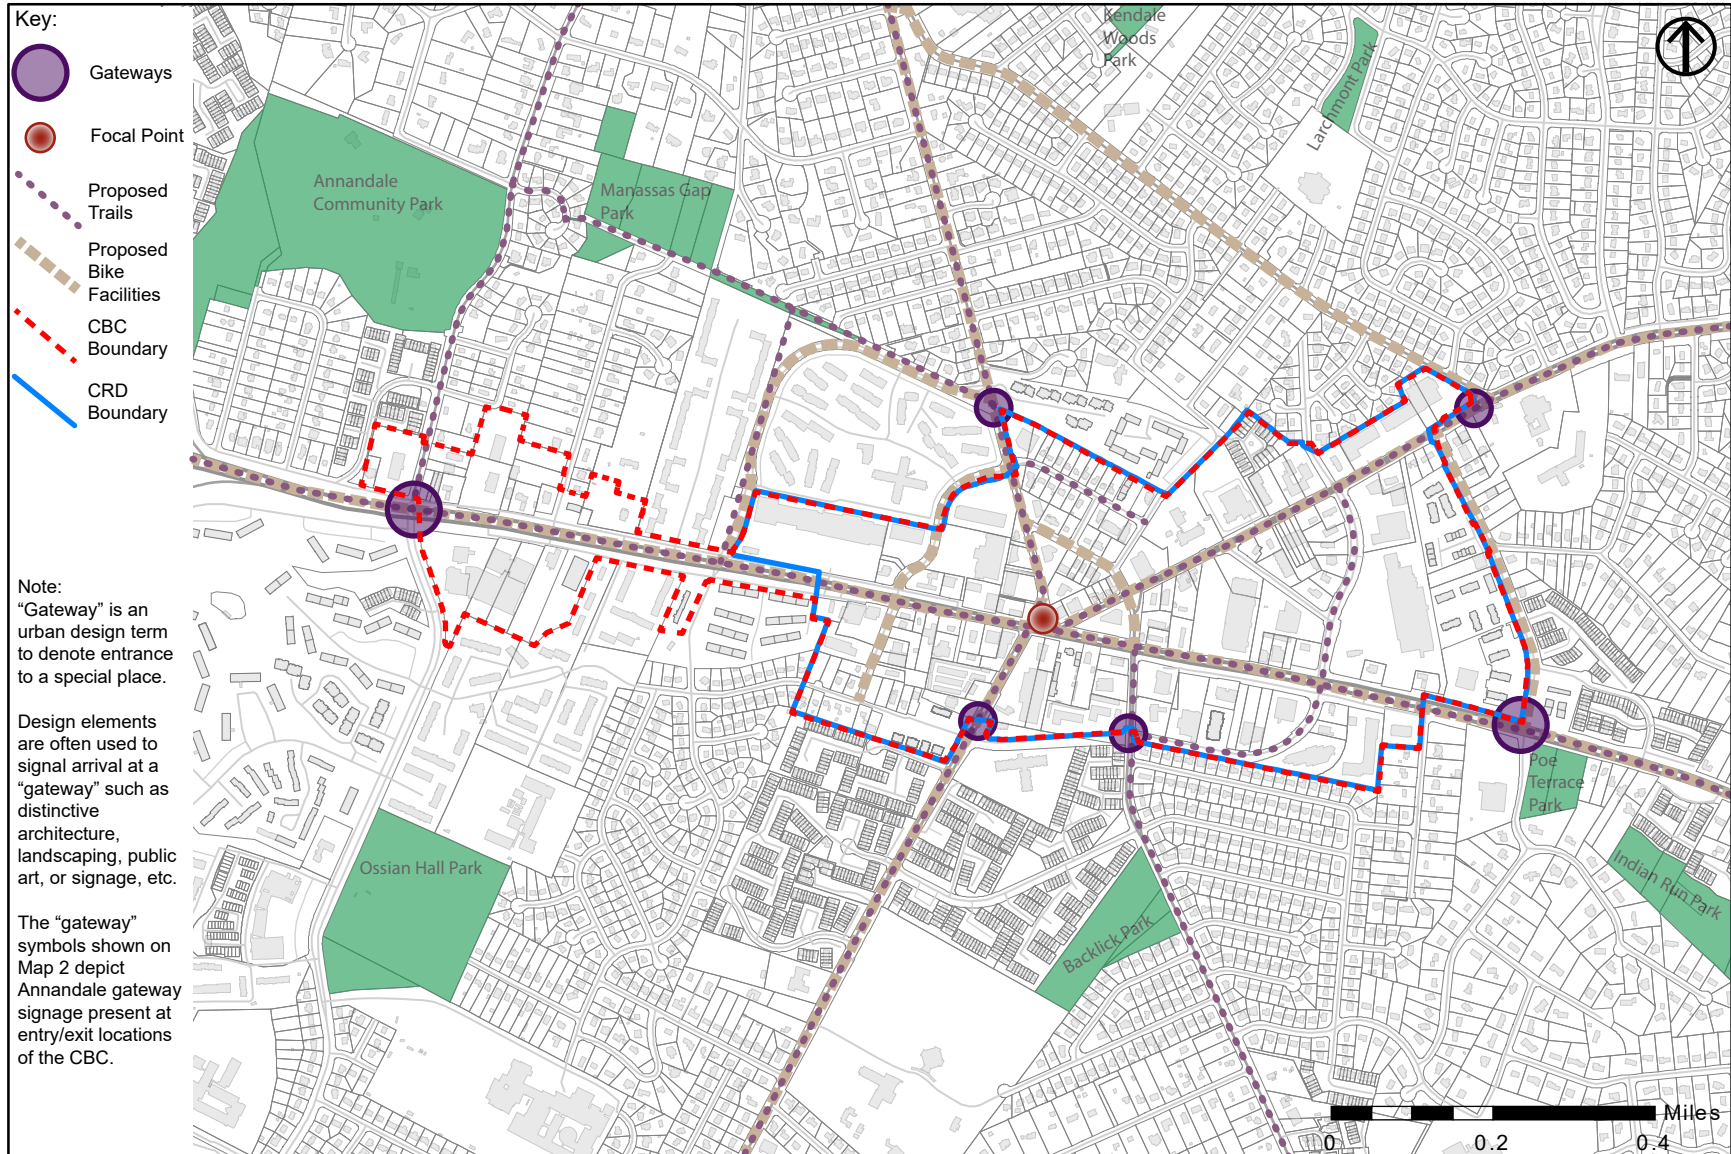 Key:
Gateways
Focal Point
Proposed
Trails
Proposed
Bike
Facilities
CBC
Boundary
CRD
Boundary
Note:
“Gateway” is an
urban design term
to denote entrance
to a special place.
Design elements
are often used to
signal arrival at a
“gateway” such as
distinctive
architecture,
landscaping, public
art, or signage, etc.
The “gateway”
symbols shown on
Map 2 depict
Annandale gateway
signage present at
entry/exit locations
of the CBC.
Kendale
Woods
Park
Larchmont Park
Annandale
Community Park
Manassas Gap
Park
Poe
Terrace
Park
Indian Run Park
Ossian Hall Park
Backlick Park
Miles
0 0.2 0.4